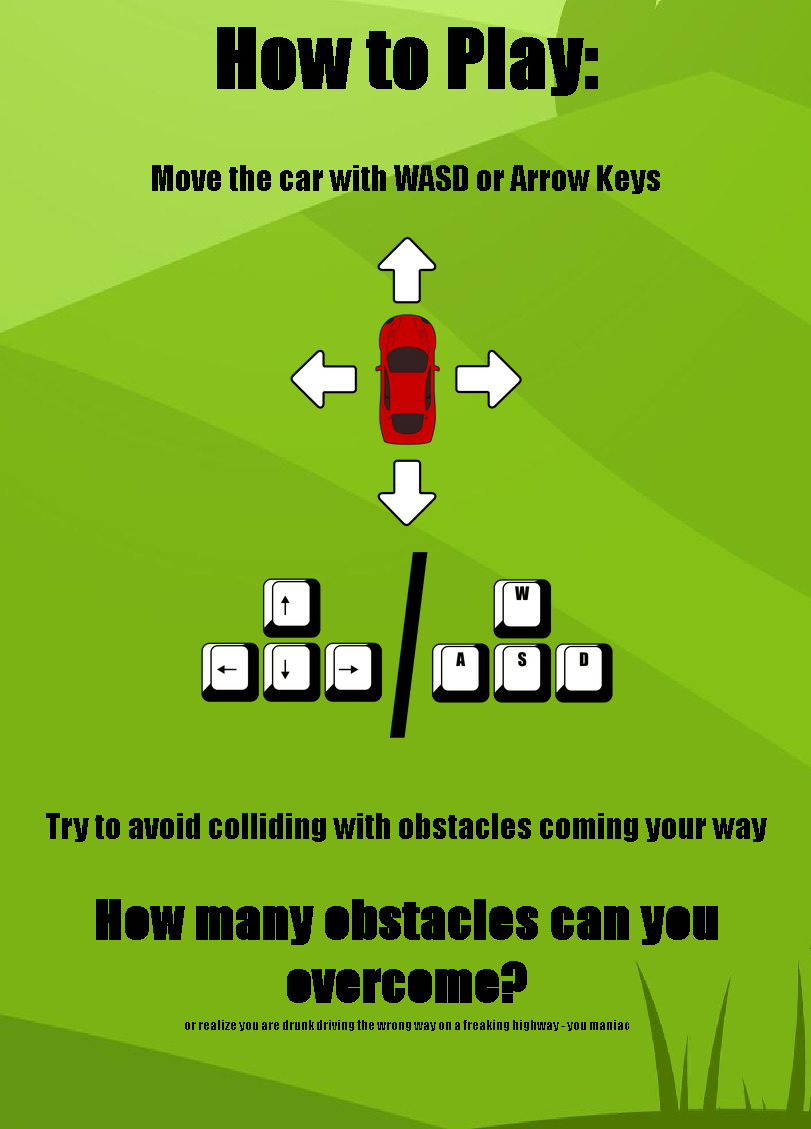 How to Play:
Move the car with WASD or Arrow Keys
↑
W
← ↓ →
/
A S D
Try to avoid colliding with obstacles coming your way
How many obstacles can you
overcome?
or realize you are drunk driving the wrong way on a freaking highway - you maniac